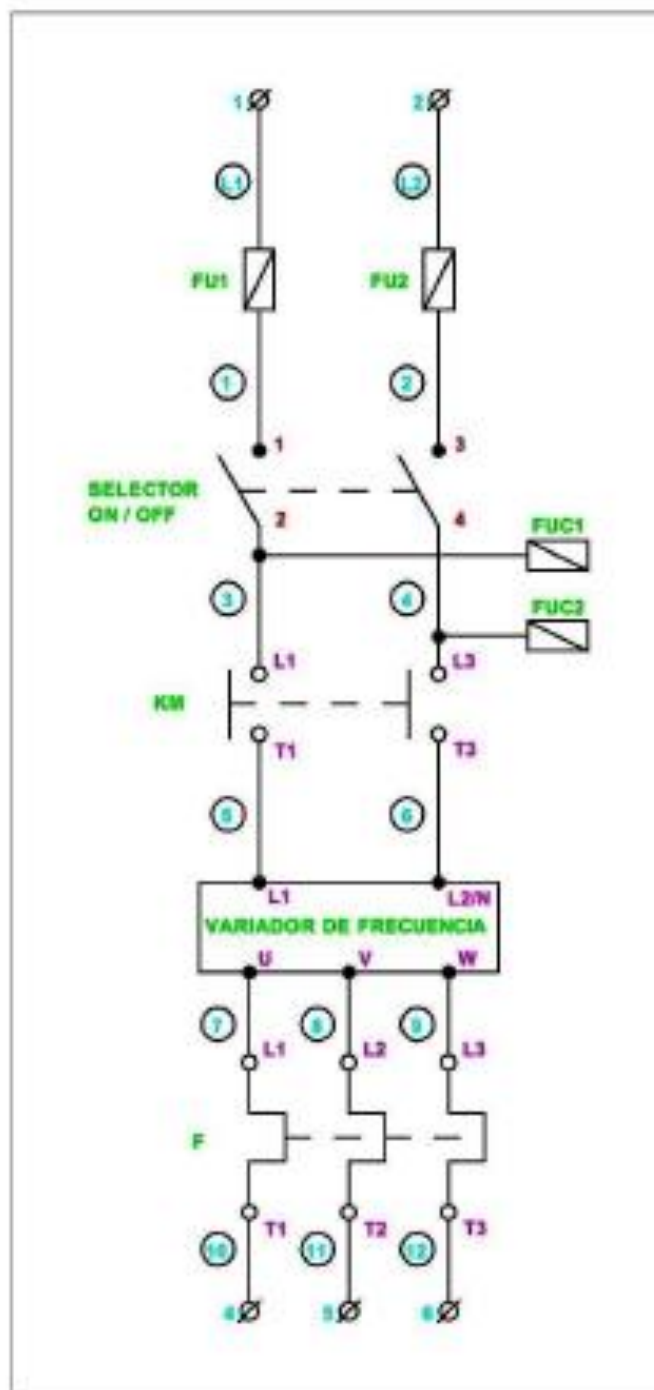 1 2
L1 L2
FU1 FU2
1 2
1 3
SELECTOR
ON / OFF
2 4
FUC1
3 4
FUC2
L1 L3
KM
T1 T3
5 6
L1 L2/N
VARIADOR DE FRECUENCIA
U V W
7 8 9
L1 L2 L3
F
T1 T2 T3
10 11 12
4 5 6